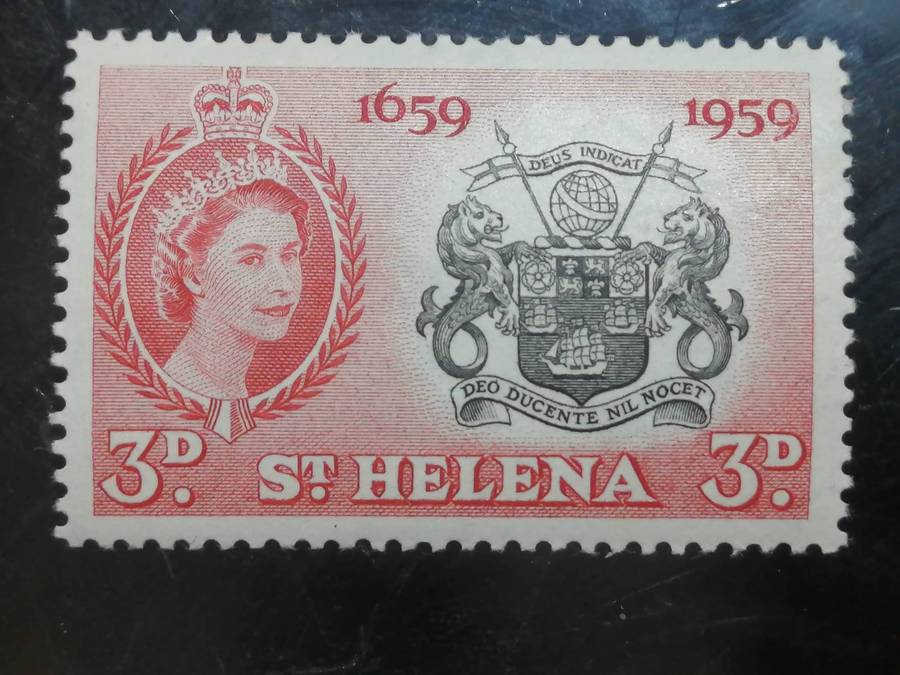 1659 1959
DEUS INDICAT
DEO DUCENTE NIL NOCET
3D. ST. HELENA 3D.